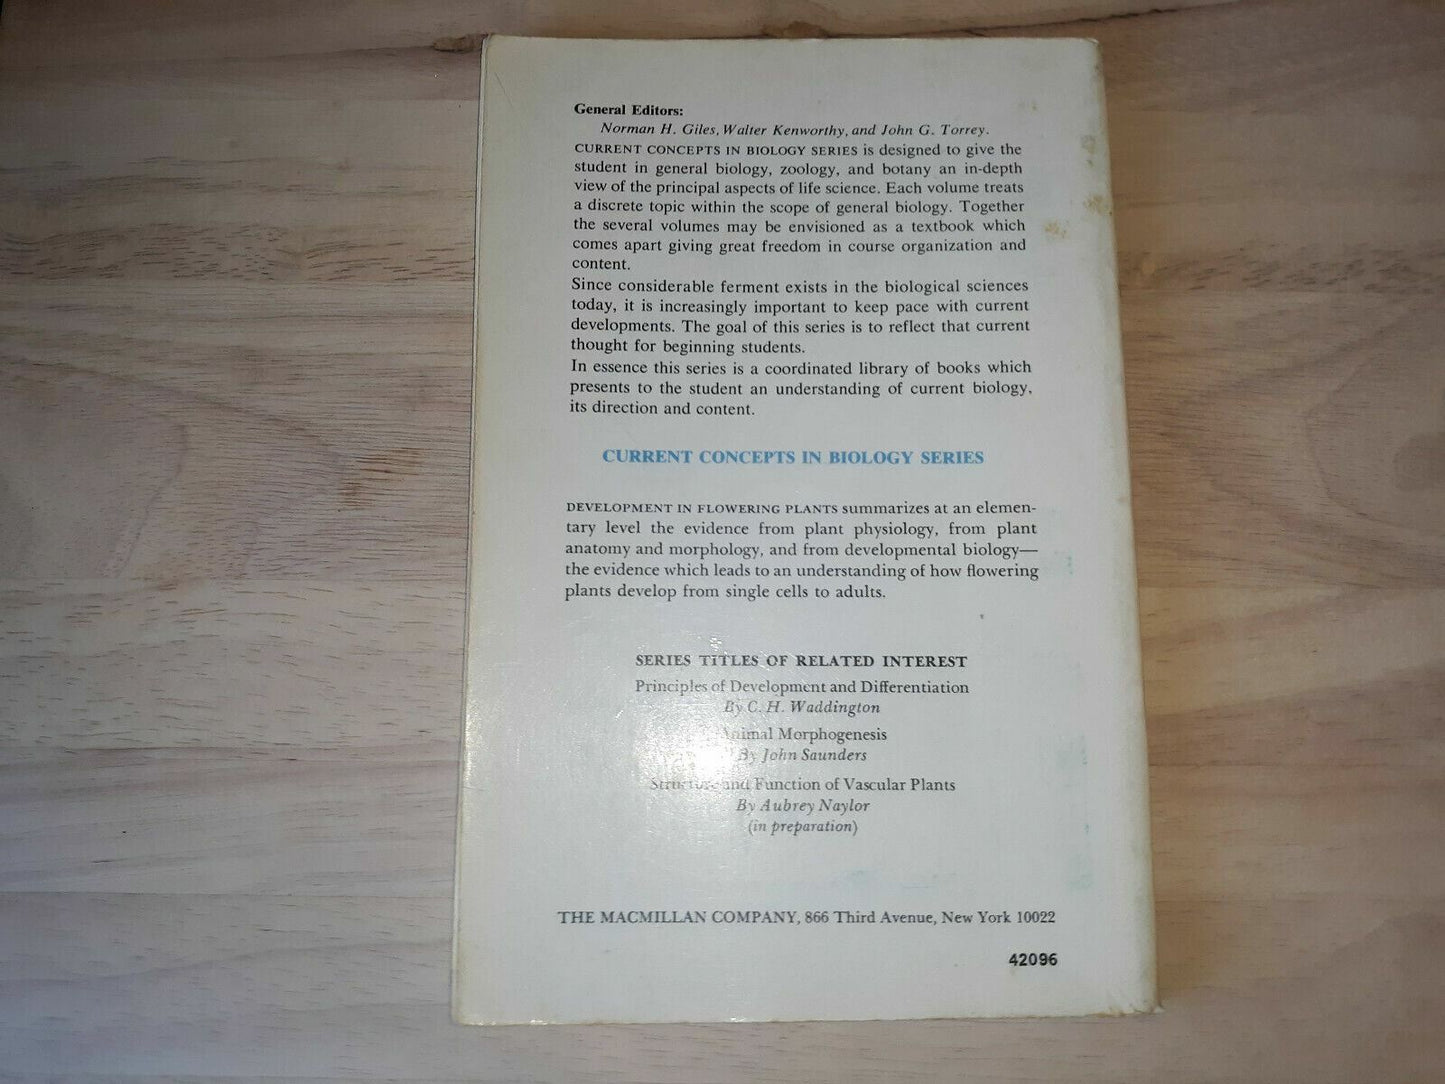 General Editors:
Norman H. Giles, Walter Kenworthy, and John G. Torrey.
CURRENT CONCEPTS IN BIOLOGY SERIES is designed to give the
student in general biology, zoology, and botany an in-depth
view of the principal aspects of life science. Each volume treats
a discrete topic within the scope of general biology. Together
the several volumes may be envisioned as a textbook which
comes apart giving great freedom in course organization and
content.
Since considerable ferment exists in the biological sciences
today, it is increasingly important to keep pace with current
developments. The goal of this series is to reflect that current
thought for beginning students.
In essence this series is a coordinated library of books which
presents to the student an understanding of current biology,
its direction and content.
CURRENT CONCEPTS IN BIOLOGY SERIES
DEVELOPMENT IN FLOWERING PLANTS summarizes at an elemen-
tary level the evidence from plant physiology, from plant
anatomy and morphology, and from developmental biology—
the evidence which leads to an understanding of how flowering
plants develop from single cells to adults.
SERIES TITLES OF RELATED INTEREST
Principles of Development and Differentiation
By C. H. Waddington
Animal Morphogenesis
By John Saunders
Structure and Function of Vascular Plants
By Aubrey Naylor
(in preparation)
THE MACMILLAN COMPANY, 866 Third Avenue, New York 10022
42096